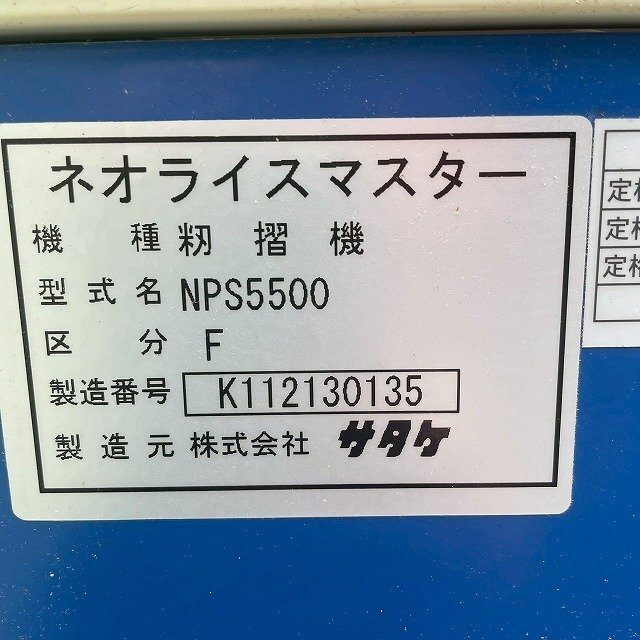 ネオライスマスター
機種 籾摺機
型式名 NPS5500
区分 F
製造番号 K112130135
製造元 株式会社 サタケ
定格
定格
定格